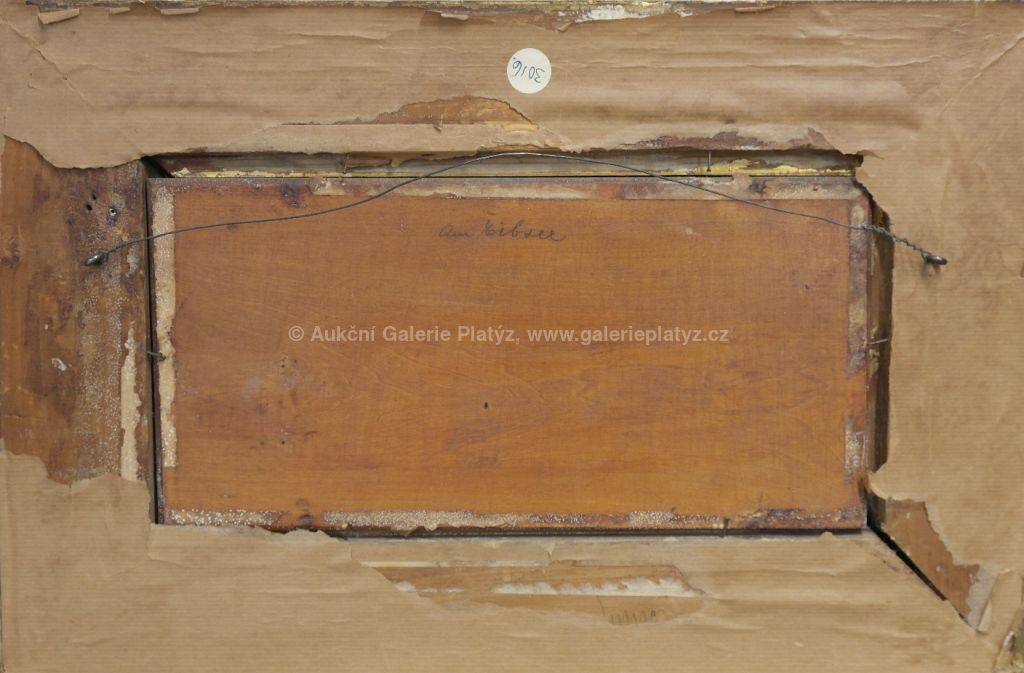 3016.
am Eibsee
© Aukční Galerie Platýz, www.galerieplatyz.cz